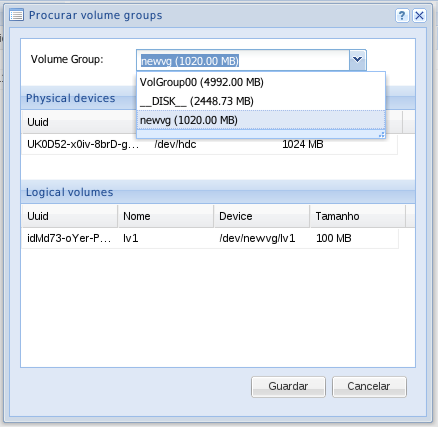 Procurar volume groups
Volume Group: newvg (1020.00 MB)
VolGroup00 (4992.00 MB)
__DISK__ (2448.73 MB)
newvg (1020.00 MB)
Physical devices
Uuid
UK0D52-x0iv-8brD-g... /dev/hdc 1024 MB
Logical volumes
Uuid Nome Device Tamanho
idMd73-oYer-P... lv1 /dev/newvg/lv1 100 MB
Guardar Cancelar